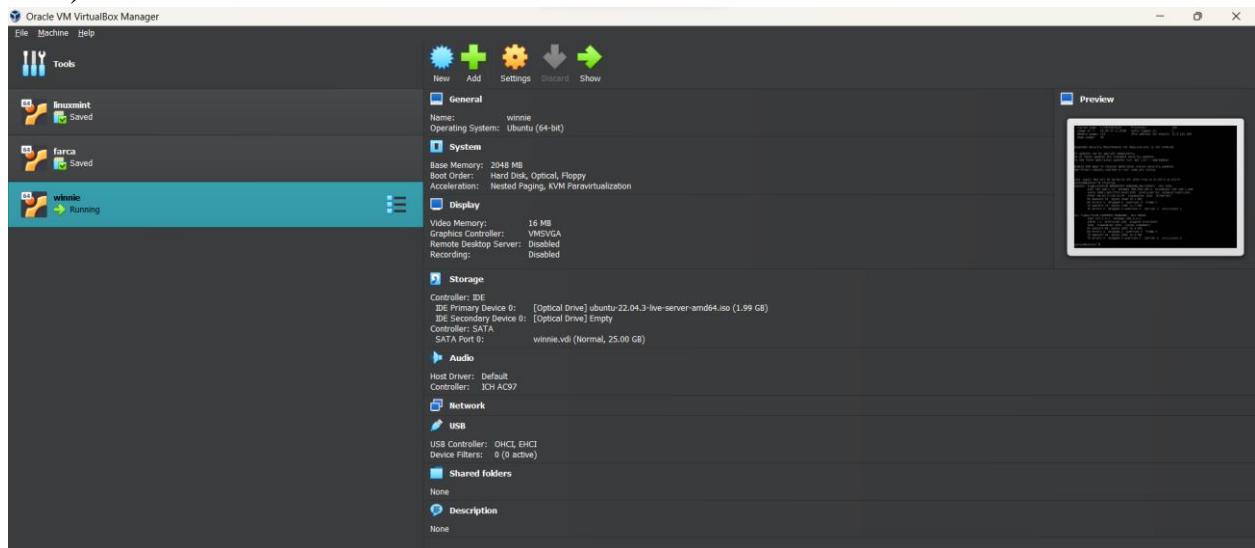 Oracle VM VirtualBox Manager
File Machine Help
Tools
New Add Settings Discard Show
64 linuxmint
Saved
64 farca
Saved
64 winnie
Running
General
Name: winnie
Operating System: Ubuntu (64-bit)
System
Base Memory: 2048 MB
Boot Order: Hard Disk, Optical, Floppy
Acceleration: Nested Paging, KVM Paravirtualization
Display
Video Memory: 16 MB
Graphics Controller: VMSVGA
Remote Desktop Server: Disabled
Recording: Disabled
Storage
Controller: IDE
IDE Primary Device 0: [Optical Drive] ubuntu-22.04.3-live-server-amd64.iso (1.99 GB)
IDE Secondary Device 0: [Optical Drive] Empty
Controller: SATA
SATA Port 0: winnie.vdi (Normal, 25.00 GB)
Audio
Host Driver: Default
Controller: ICH AC97
Network
USB
USB Controller: OHCI, EHCI
Device Filters: 0 (0 active)
Shared folders
None
Description
None
Preview